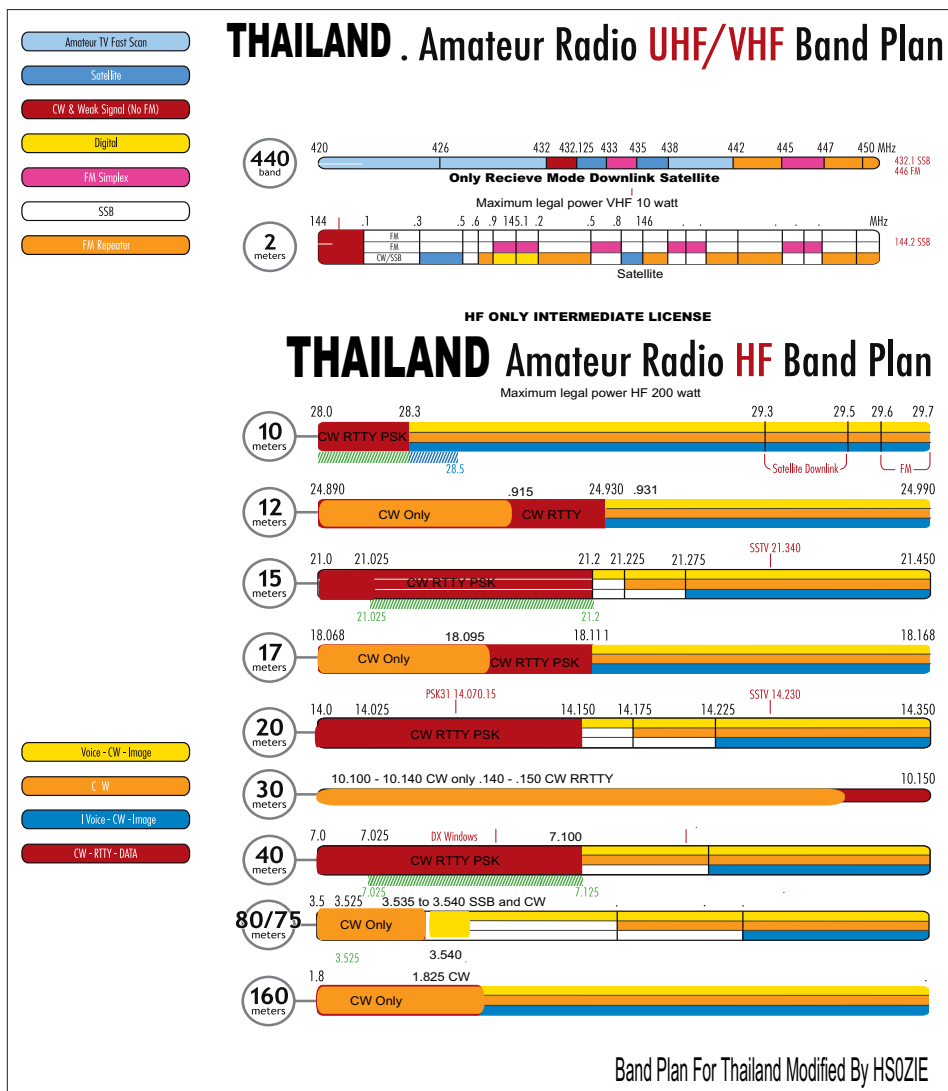 THAILAND . Amateur Radio UHF/VHF Band Plan
Amateur TV Fast Scan
Satellite
CW & Weak Signal (No FM)
Digital
FM Simplex
SSB
FM Repeater
420 426 432 432.125 433 435 438 442 445 447 450 MHz
440
band
432.1 SSB
446 FM
Only Recieve Mode Downlink Satellite
Maximum legal power VHF 10 watt
144 .1 .3 .5 .6 .9 145.1 .2 .5 .8 146 . . . . . . MHz
2
meters
FM
FM
CW/SSB
144.2 SSB
Satellite
HF ONLY INTERMEDIATE LICENSE
THAILAND Amateur Radio HF Band Plan
Maximum legal power HF 200 watt
28.0 28.3 29.3 29.5 29.6 29.7
10
meters
CW RTTY PSK
28.5
Satellite Downlink
FM
24.890 .915 24.930 .931 24.990
12
meters
CW Only CW RTTY
SSTV 21.340
21.0 21.025 21.2 21.225 21.275 21.450
15
meters
CW RTTY PSK
21.025 21.2
18.068 18.095 18.111 18.168
17
meters
CW Only CW RTTY PSK
PSK31 14.070.15 SSTV 14.230
14.0 14.025 14.150 14.175 14.225 14.350
20
meters
CW RTTY PSK
Voice - CW - Image
C W
I Voice - CW - Image
CW - RTTY - DATA
10.100 - 10.140 CW only .140 - .150 CW RRTTY 10.150
30
meters
7.0 7.025 DX Windows 7.100 .
40
meters
CW RTTY PSK
7.025 7.125
3.5 3.525 3.535 to 3.540 SSB and CW . . .
80/75
meters
CW Only
3.525 3.540 .
1.8 1.825 CW .
160
meters
CW Only
Band Plan For Thailand Modified By HS0ZIE